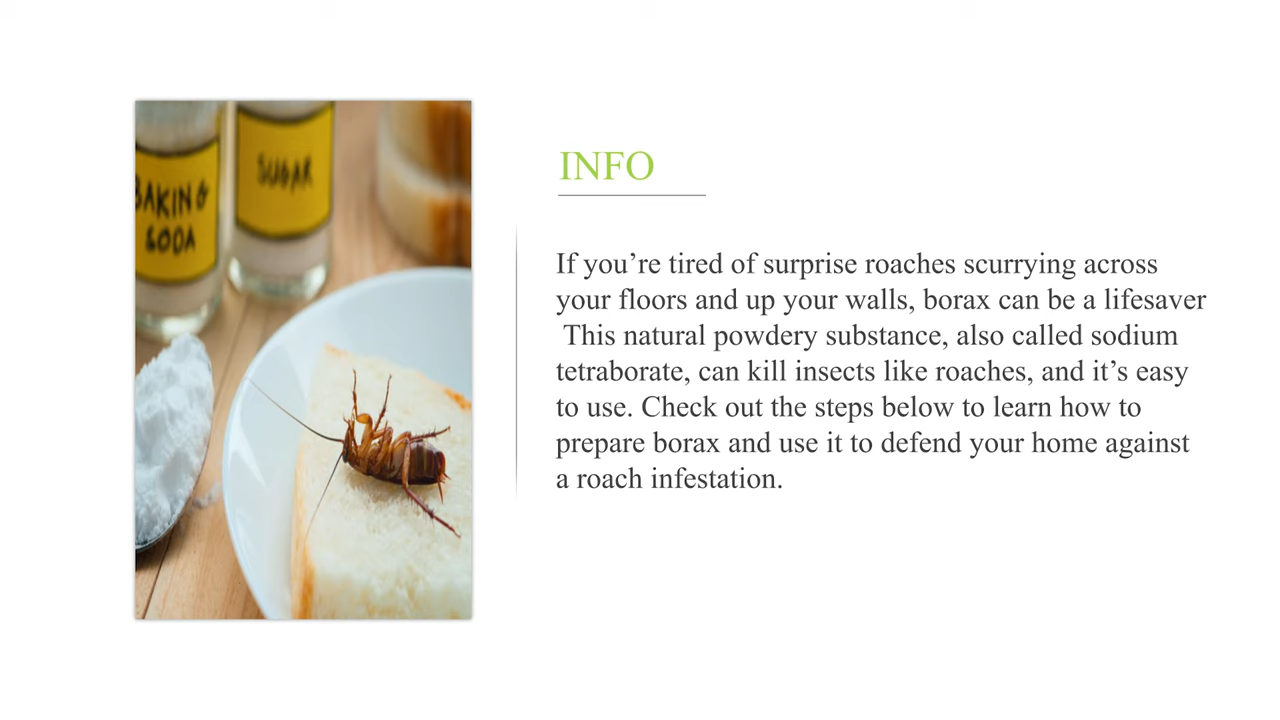 BAKING
SODA
SUGAR
INFO
If you’re tired of surprise roaches scurrying across
your floors and up your walls, borax can be a lifesaver
This natural powdery substance, also called sodium
tetraborate, can kill insects like roaches, and it’s easy
to use. Check out the steps below to learn how to
prepare borax and use it to defend your home against
a roach infestation.